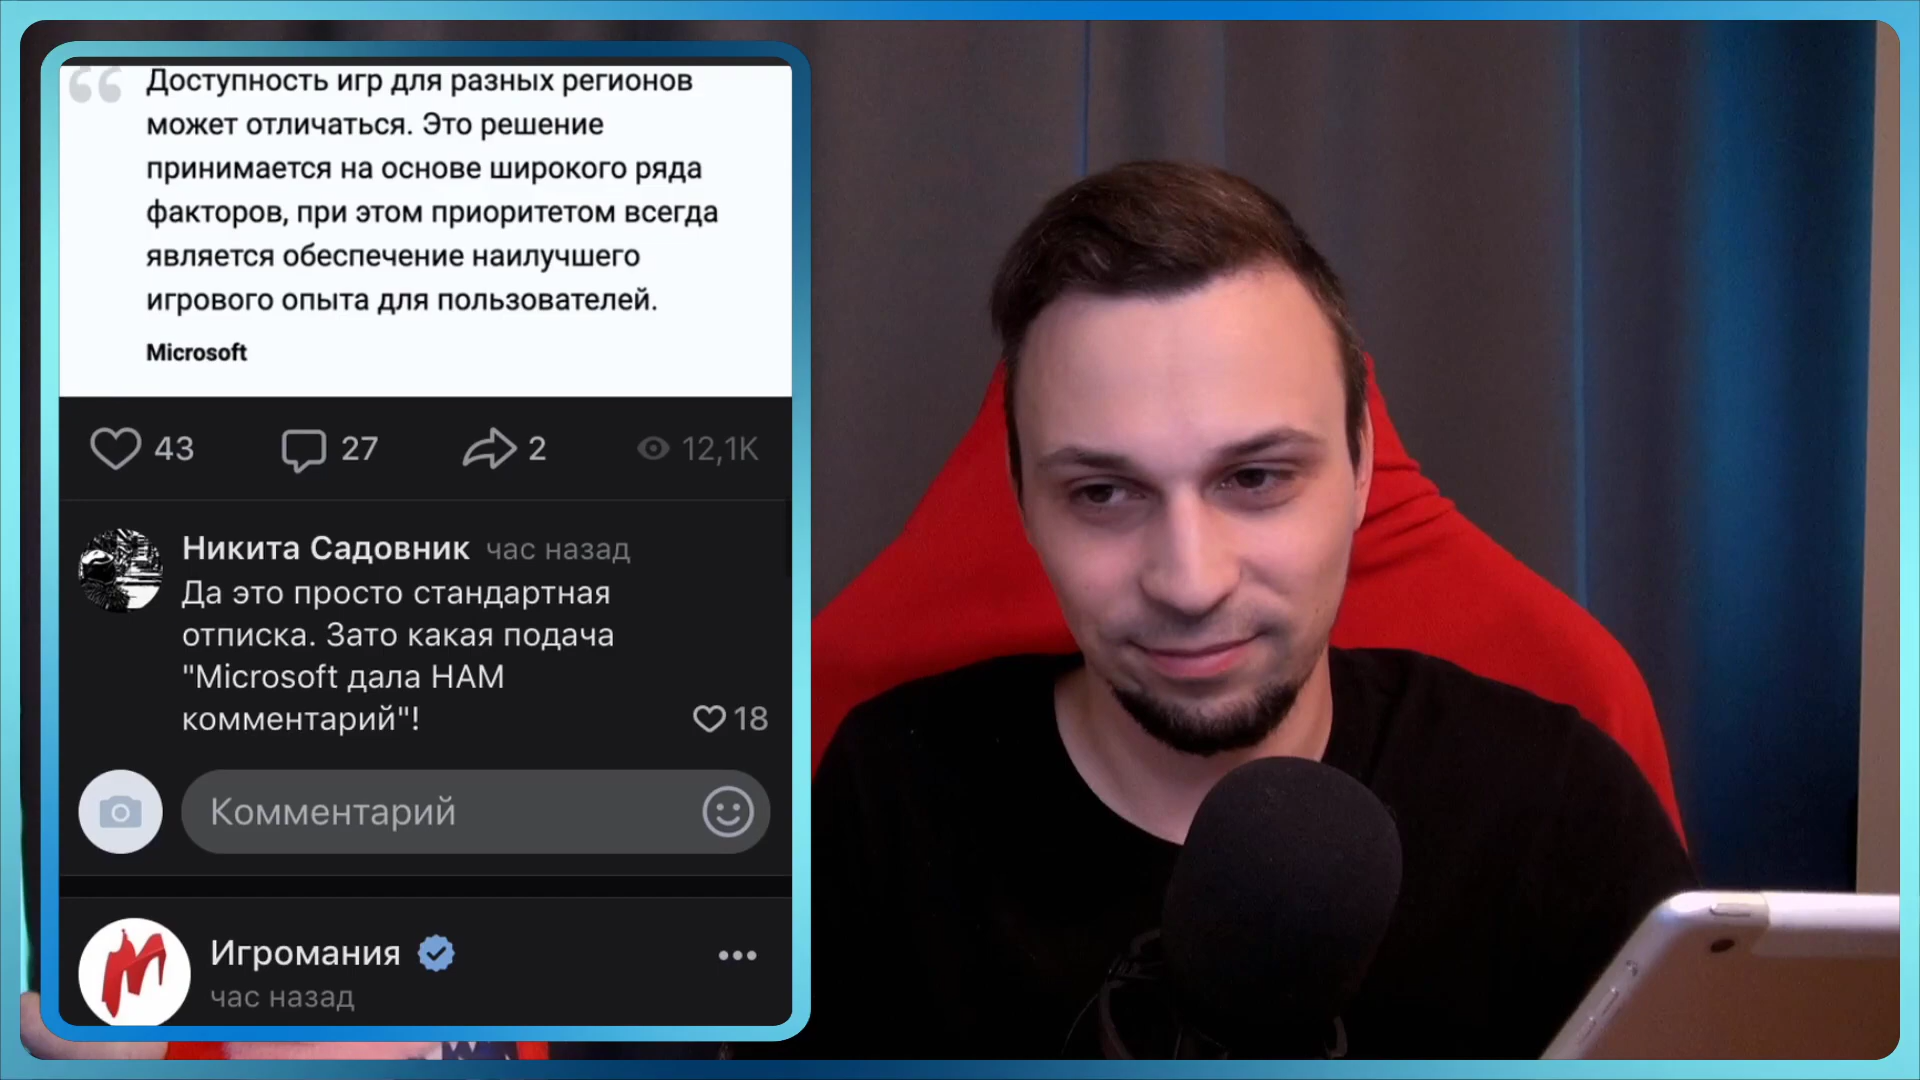 Доступность игр для разных регионов
может отличаться. Это решение
принимается на основе широкого ряда
факторов, при этом приоритетом всегда
является обеспечение наилучшего
игрового опыта для пользователей.
Microsoft
43 27 2 12,1K
Никита Садовник час назад
Да это просто стандартная
отписка. Зато какая подача
"Microsoft дала НАМ
комментарий"!
18
Комментарий
Игромания
час назад